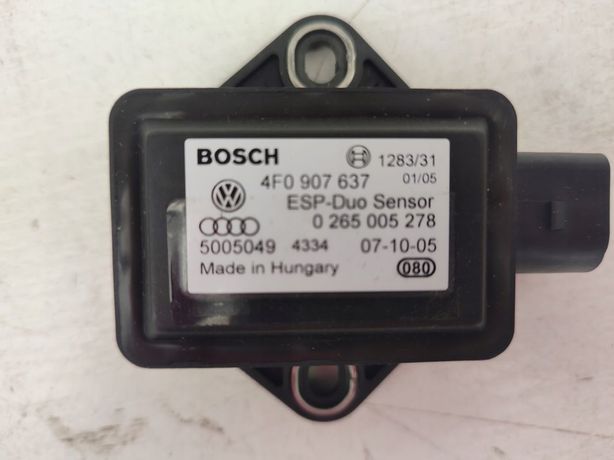 BOSCH 1283/31
4F0 907 637 01/05
ESP-Duo Sensor
0 265 005 278
5005049 4334 07-10-05
Made in Hungary 080